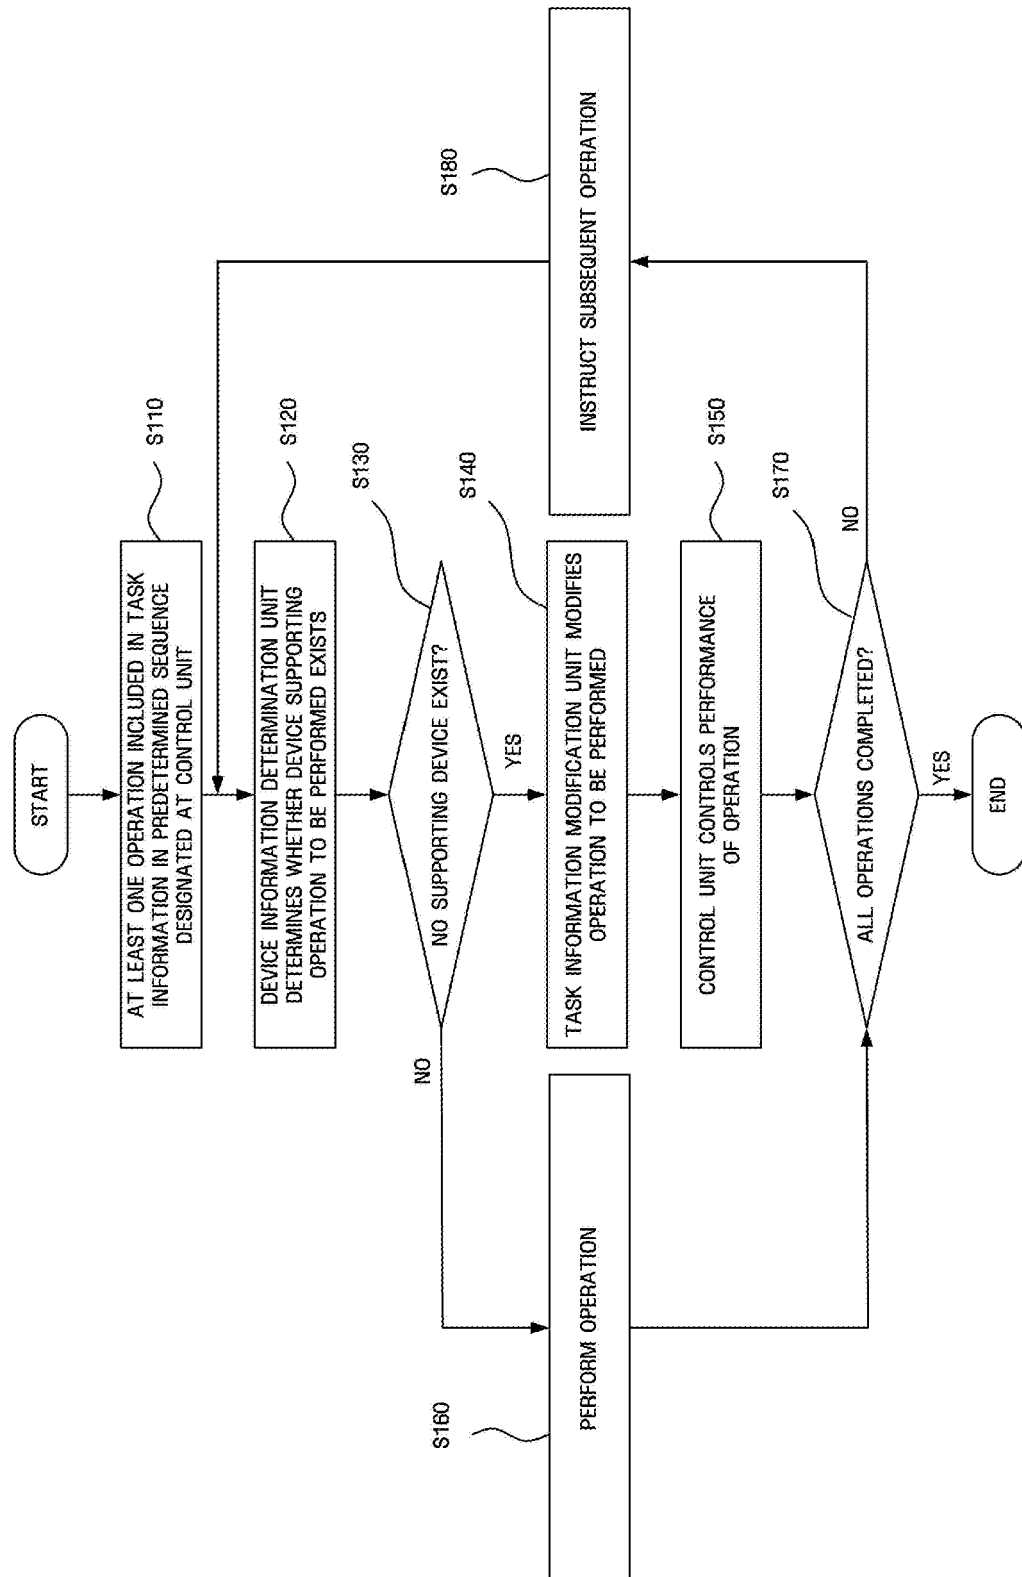 START
AT LEAST ONE OPERATION INCLUDED IN TASK
INFORMATION IN PREDETERMINED SEQUENCE
DESIGNATED AT CONTROL UNIT
S110
DEVICE INFORMATION DETERMINATION UNIT
DETERMINES WHETHER DEVICE SUPPORTING
OPERATION TO BE PERFORMED EXISTS
S120
NO SUPPORTING DEVICE EXIST?
S130
NO
YES
S160
PERFORM OPERATION
TASK INFORMATION MODIFICATION UNIT MODIFIES
OPERATION TO BE PERFORMED
S140
INSTRUCT SUBSEQUENT OPERATION
S180
CONTROL UNIT CONTROLS PERFORMANCE
OF OPERATION
S150
ALL OPERATIONS COMPLETED?
S170
NO
YES
END